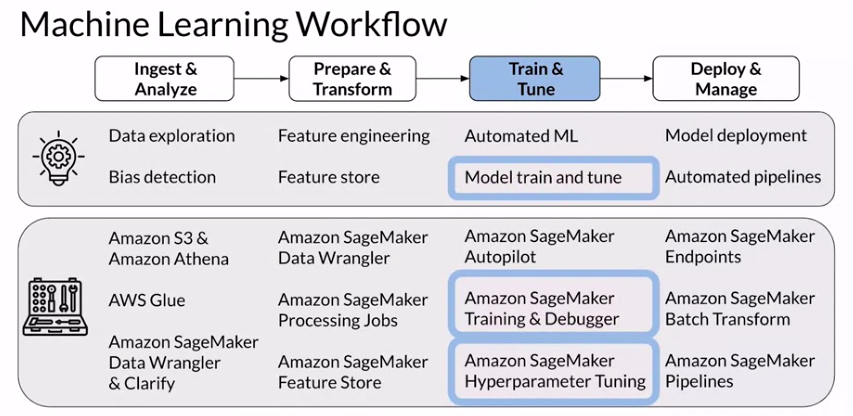 Machine Learning Workflow
Ingest &
Analyze
Prepare &
Transform
Train &
Tune
Deploy &
Manage
Data exploration
Feature engineering
Automated ML
Model deployment
Bias detection
Feature store
Model train and tune
Automated pipelines
Amazon S3 &
Amazon Athena
Amazon SageMaker
Data Wrangler
Amazon SageMaker
Autopilot
Amazon SageMaker
Endpoints
AWS Glue
Amazon SageMaker
Processing Jobs
Amazon SageMaker
Training & Debugger
Amazon SageMaker
Batch Transform
Amazon SageMaker
Data Wrangler
& Clarify
Amazon SageMaker
Feature Store
Amazon SageMaker
Hyperparameter Tuning
Amazon SageMaker
Pipelines